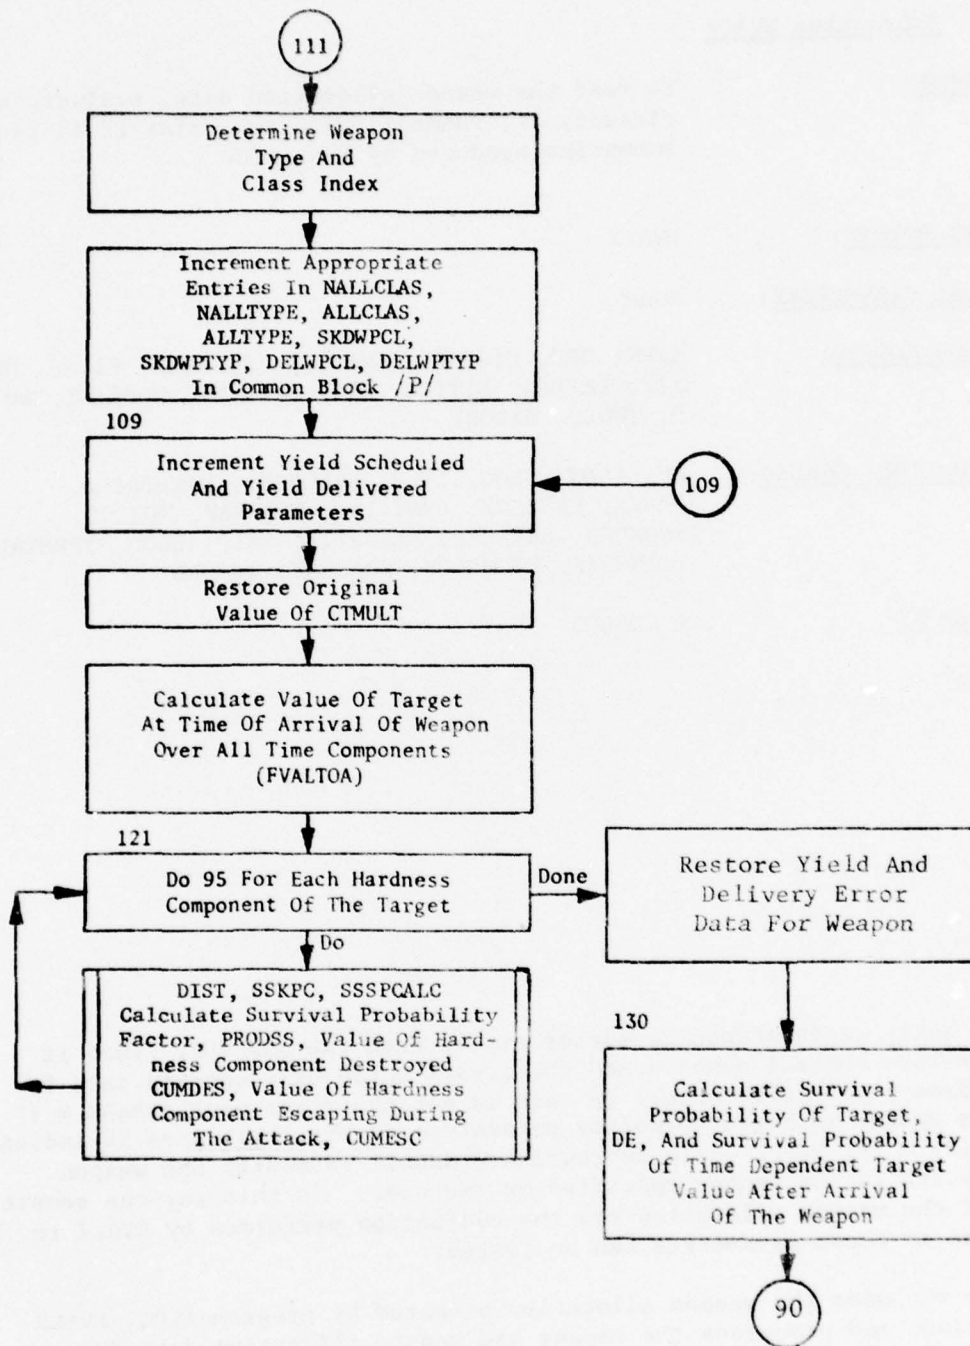 111
Determine Weapon
Type And
Class Index
Increment Appropriate
Entries In NALLCLAS,
NALLTYPE, ALLCLAS,
ALLTYPE, SKDWPCL,
SKDWPTYP, DELWPCL, DELWPTYP
In Common Block /P/
109
Increment Yield Scheduled
And Yield Delivered
Parameters
109
Restore Original
Value Of CTMULT
Calculate Value Of Target
At Time Of Arrival Of Weapon
Over All Time Components
(FVALTOA)
121
Do 95 For Each Hardness
Component Of The Target
Done
Restore Yield And
Delivery Error
Data For Weapon
Do
DIST, SSKPC, SSSPCALC
Calculate Survival Probability
Factor, PRODSS, Value Of Hard-
ness Component Destroyed
CUMDES, Value Of Hardness
Component Escaping During
The Attack, CUMESC
130
Calculate Survival
Probability Of Target,
DE, And Survival Probability
Of Time Dependent Target
Value After Arrival
Of The Weapon
90